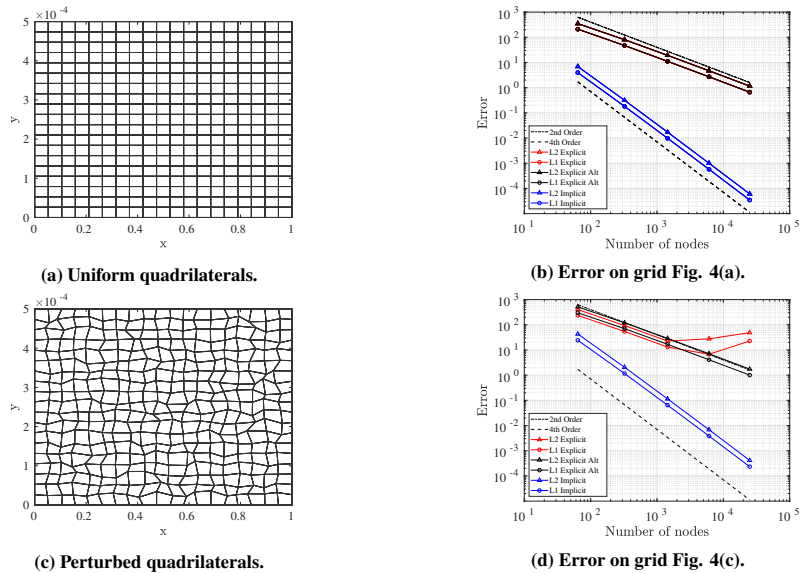 ×10⁻⁴
5
4
3
2
1
0
y
0 0.2 0.4 0.6 0.8 1
x
(a) Uniform quadrilaterals.
10³
10²
10¹
10⁰
10⁻¹
10⁻²
10⁻³
10⁻⁴
Error
2nd Order
4th Order
L2 Explicit
L1 Explicit
L2 Explicit Alt
L1 Explicit Alt
L2 Implicit
L1 Implicit
10¹ 10² 10³ 10⁴ 10⁵
Number of nodes
(b) Error on grid Fig. 4(a).
×10⁻⁴
5
4
3
2
1
0
y
0 0.2 0.4 0.6 0.8 1
x
(c) Perturbed quadrilaterals.
10³
10²
10¹
10⁰
10⁻¹
10⁻²
10⁻³
10⁻⁴
Error
2nd Order
4th Order
L2 Explicit
L1 Explicit
L2 Explicit Alt
L1 Explicit Alt
L2 Implicit
L1 Implicit
10¹ 10² 10³ 10⁴ 10⁵
Number of nodes
(d) Error on grid Fig. 4(c).